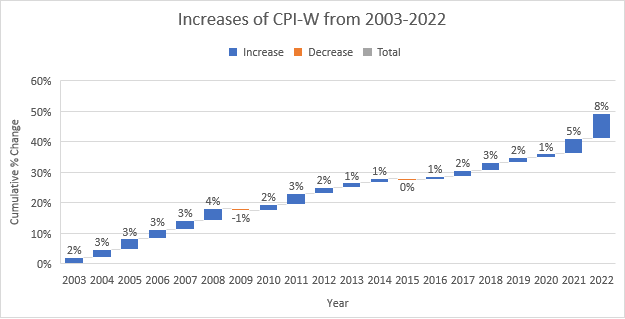 Increases of CPI-W from 2003-2022
Increase Decrease Total
60%
50%
40%
30%
20%
10%
0%
Cumulative % Change
2% 3% 3% 3% 3% 4% -1% 2% 3% 2% 1% 1% 0% 1% 2% 3% 2% 1% 5% 8%
2003 2004 2005 2006 2007 2008 2009 2010 2011 2012 2013 2014 2015 2016 2017 2018 2019 2020 2021 2022
Year